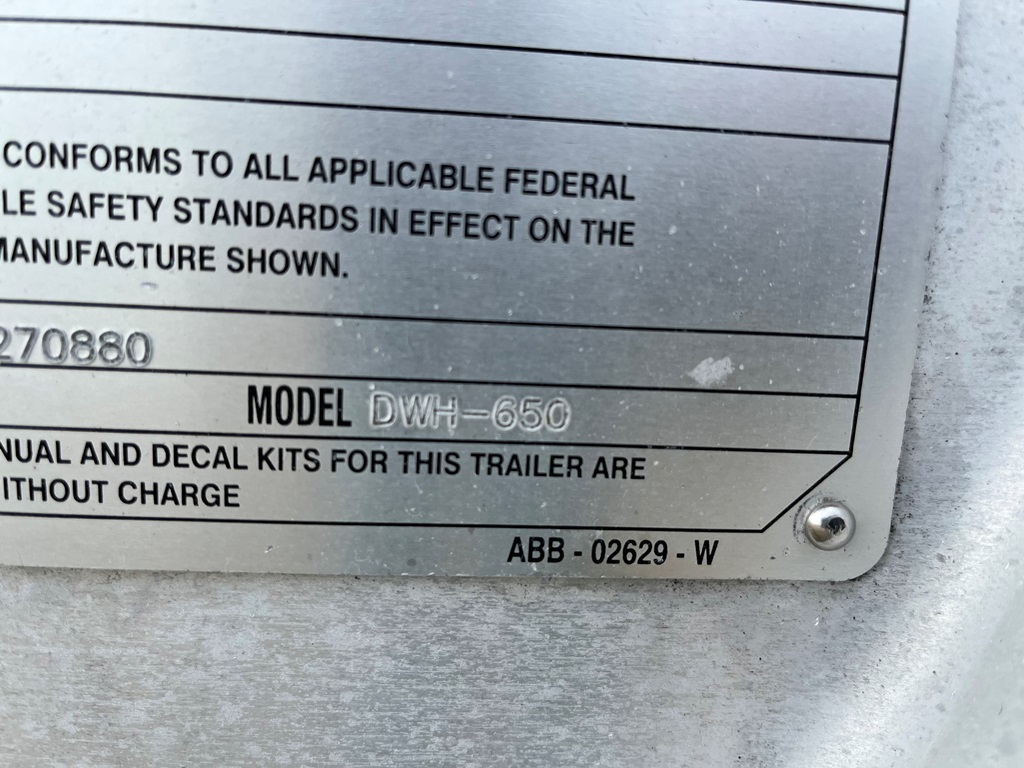 CONFORMS TO ALL APPLICABLE FEDERAL
LE SAFETY STANDARDS IN EFFECT ON THE
MANUFACTURE SHOWN.
270880
MODEL DWH-650
NUAL AND DECAL KITS FOR THIS TRAILER ARE
ITHOUT CHARGE
ABB - 02629 - W